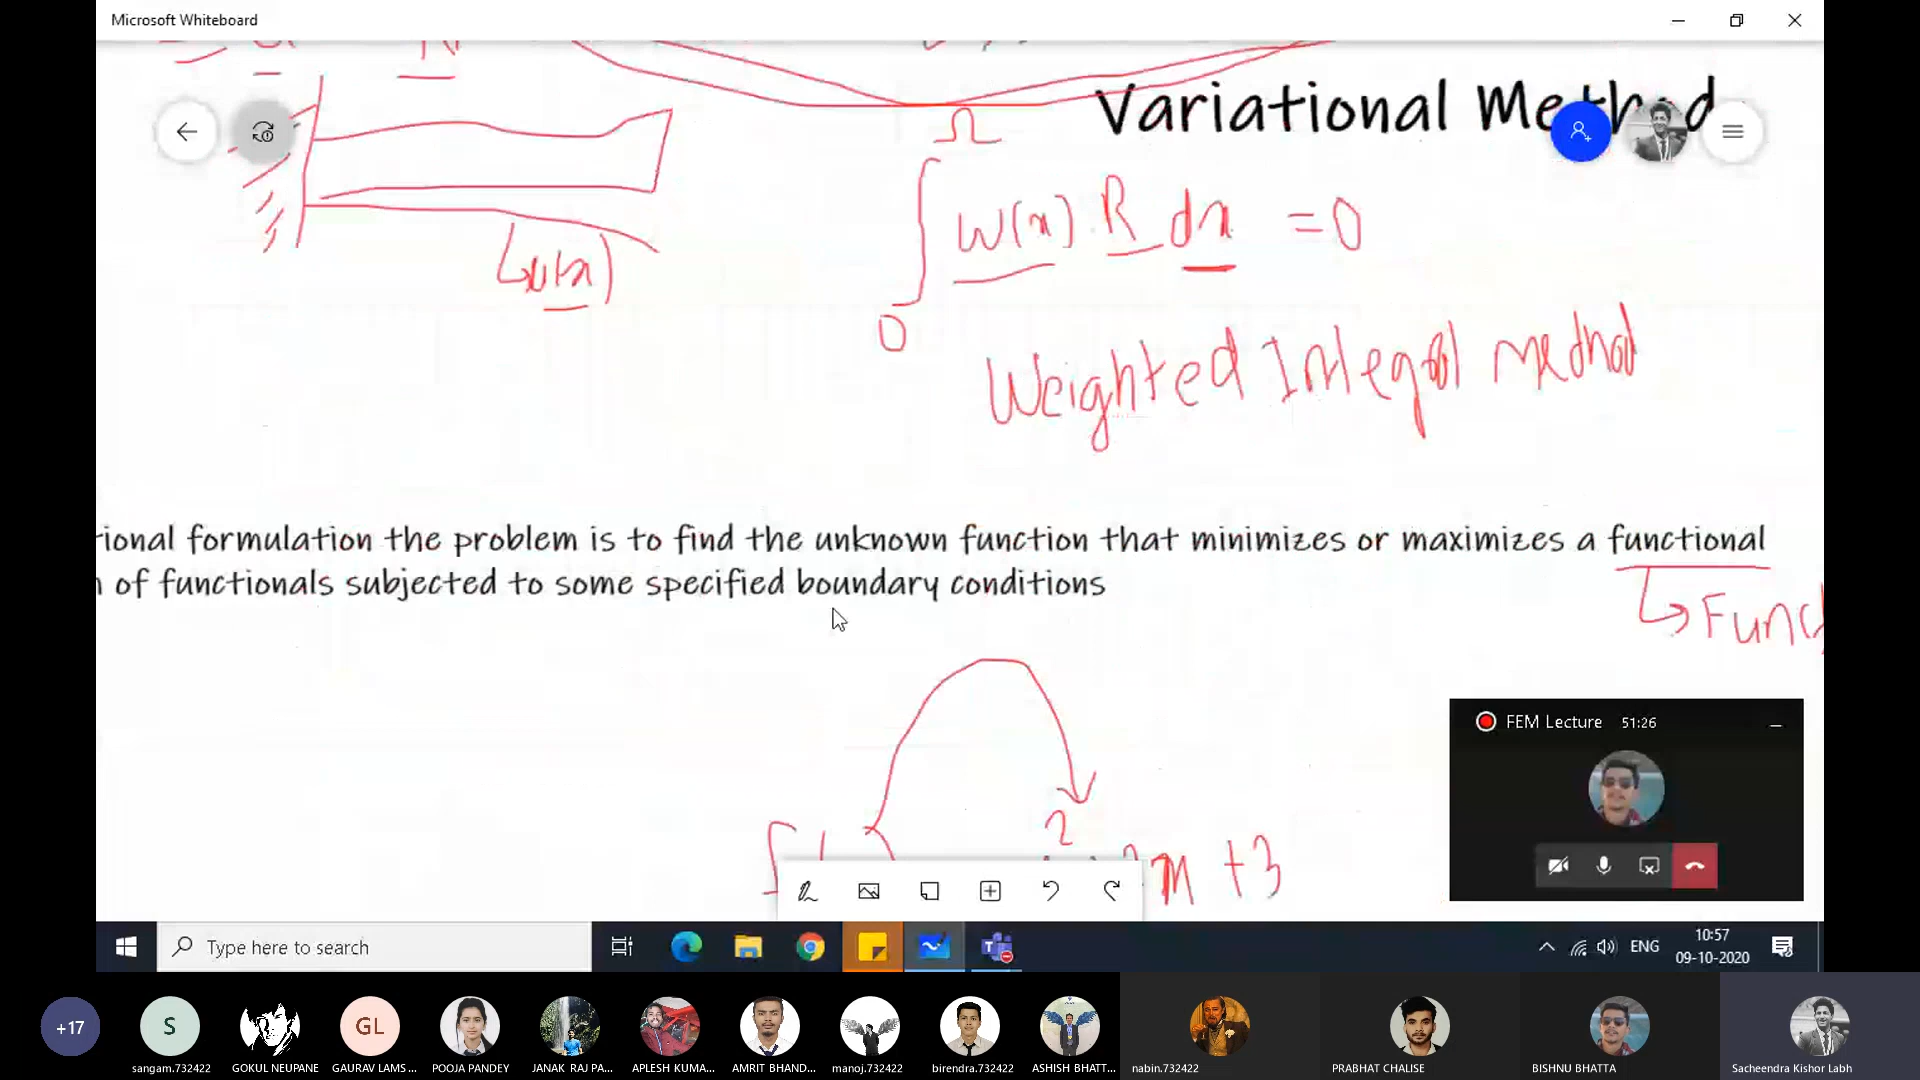 Microsoft Whiteboard
Variational Method
Ω
∫ w(x) . R dx = 0
0
u(x)
Weighted Integral method
tional formulation the problem is to find the unknown function that minimizes or maximizes a functional
n of functionals subjected to some specified boundary conditions
↳ Func
FEM Lecture 51:26
2
+3
Type here to search
ENG
10:57
09-10-2020
+17
S
GL
sangam.732422
GOKUL NEUPANE
GAURAV LAMS ...
POOJA PANDEY
JANAK RAJ PA...
APLESH KUMA...
AMRIT BHAND...
manoj.732422
birendra.732422
ASHISH BHATT...
nabin.732422
PRABHAT CHALISE
BISHNU BHATTA
Sacheendra Kishor Labh